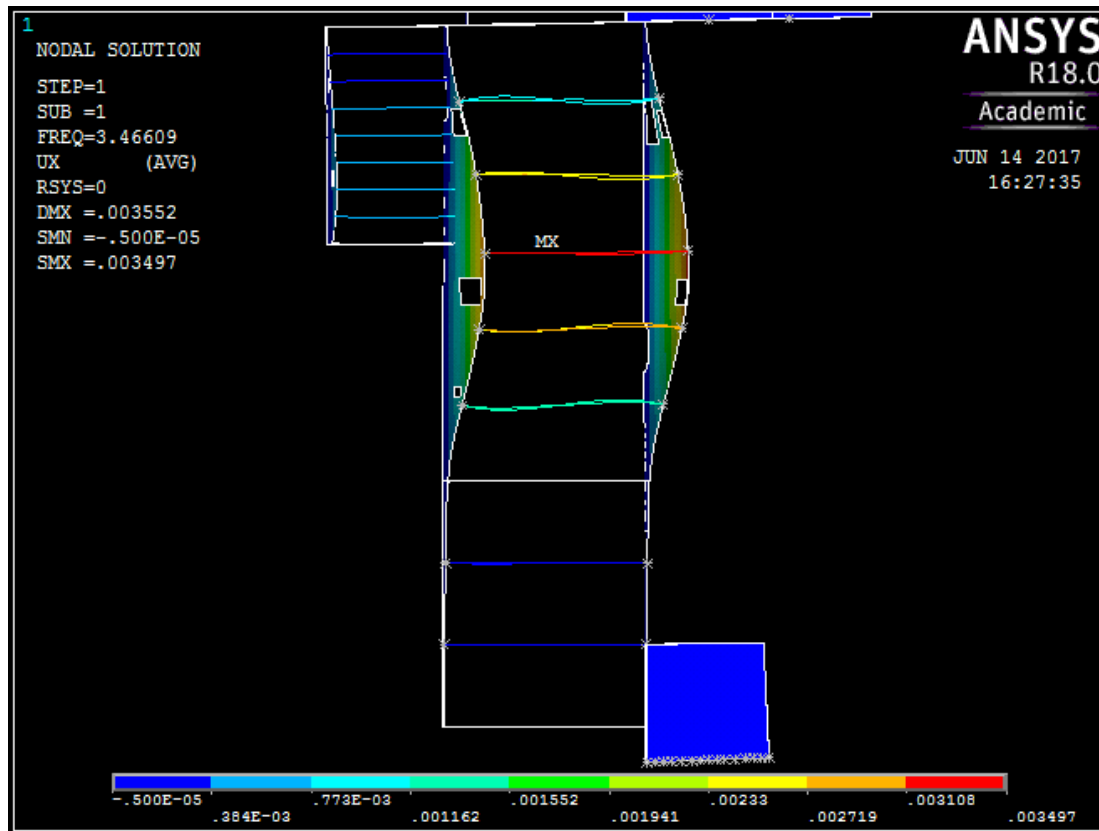 1
NODAL SOLUTION
STEP=1
SUB =1
FREQ=3.46609
UX (AVG)
RSYS=0
DMX =.003552
SMN =-.500E-05
SMX =.003497
ANSYS
R18.0
Academic
JUN 14 2017
16:27:35
MX
-.500E-05 .773E-03 .001552 .00233 .003108
.384E-03 .001162 .001941 .002719 .003497